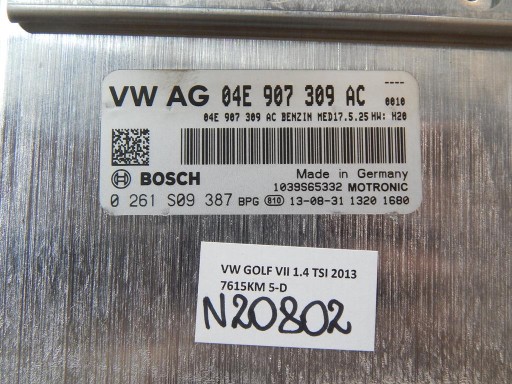 VW AG 04E 907 309 AC ----
0010
04E 907 309 AC BENZIN MED17.5.25 HW: H20
Made in Germany
BOSCH 1039S65332 MOTRONIC
0 261 S09 387 BPG 810 13-08-31 1320 1680
VW GOLF VII 1.4 TSI 2013
7615KM 5-D
N20802